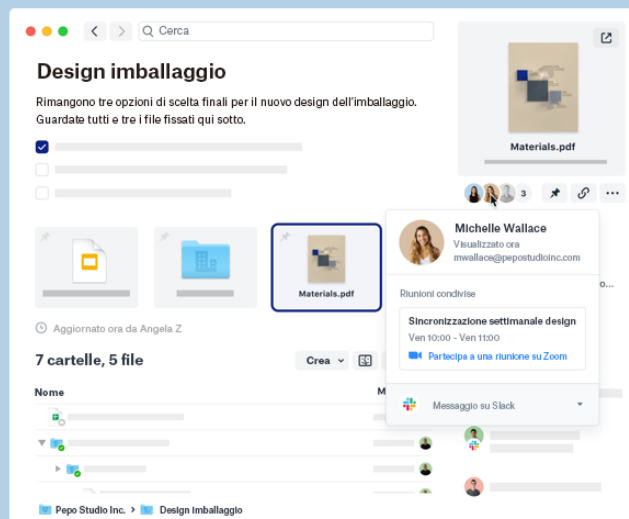 Cerca
Design imballaggio
Rimangono tre opzioni di scelta finali per il nuovo design dell'imballaggio.
Guardate tutti e tre i file fissati qui sotto.
Materials.pdf
3
Materials.pdf
Michelle Wallace
Visualizzato ora
mwallace@pepostudioinc.com
Riunioni condivise
Sincronizzazione settimanale design
Ven 10:00 - Ven 11:00
Partecipa a una riunione su Zoom
Messaggio su Slack
Aggiornato ora da Angela Z
7 cartelle, 5 file
Crea
Nome
Pepo Studio Inc. > Design imballaggio